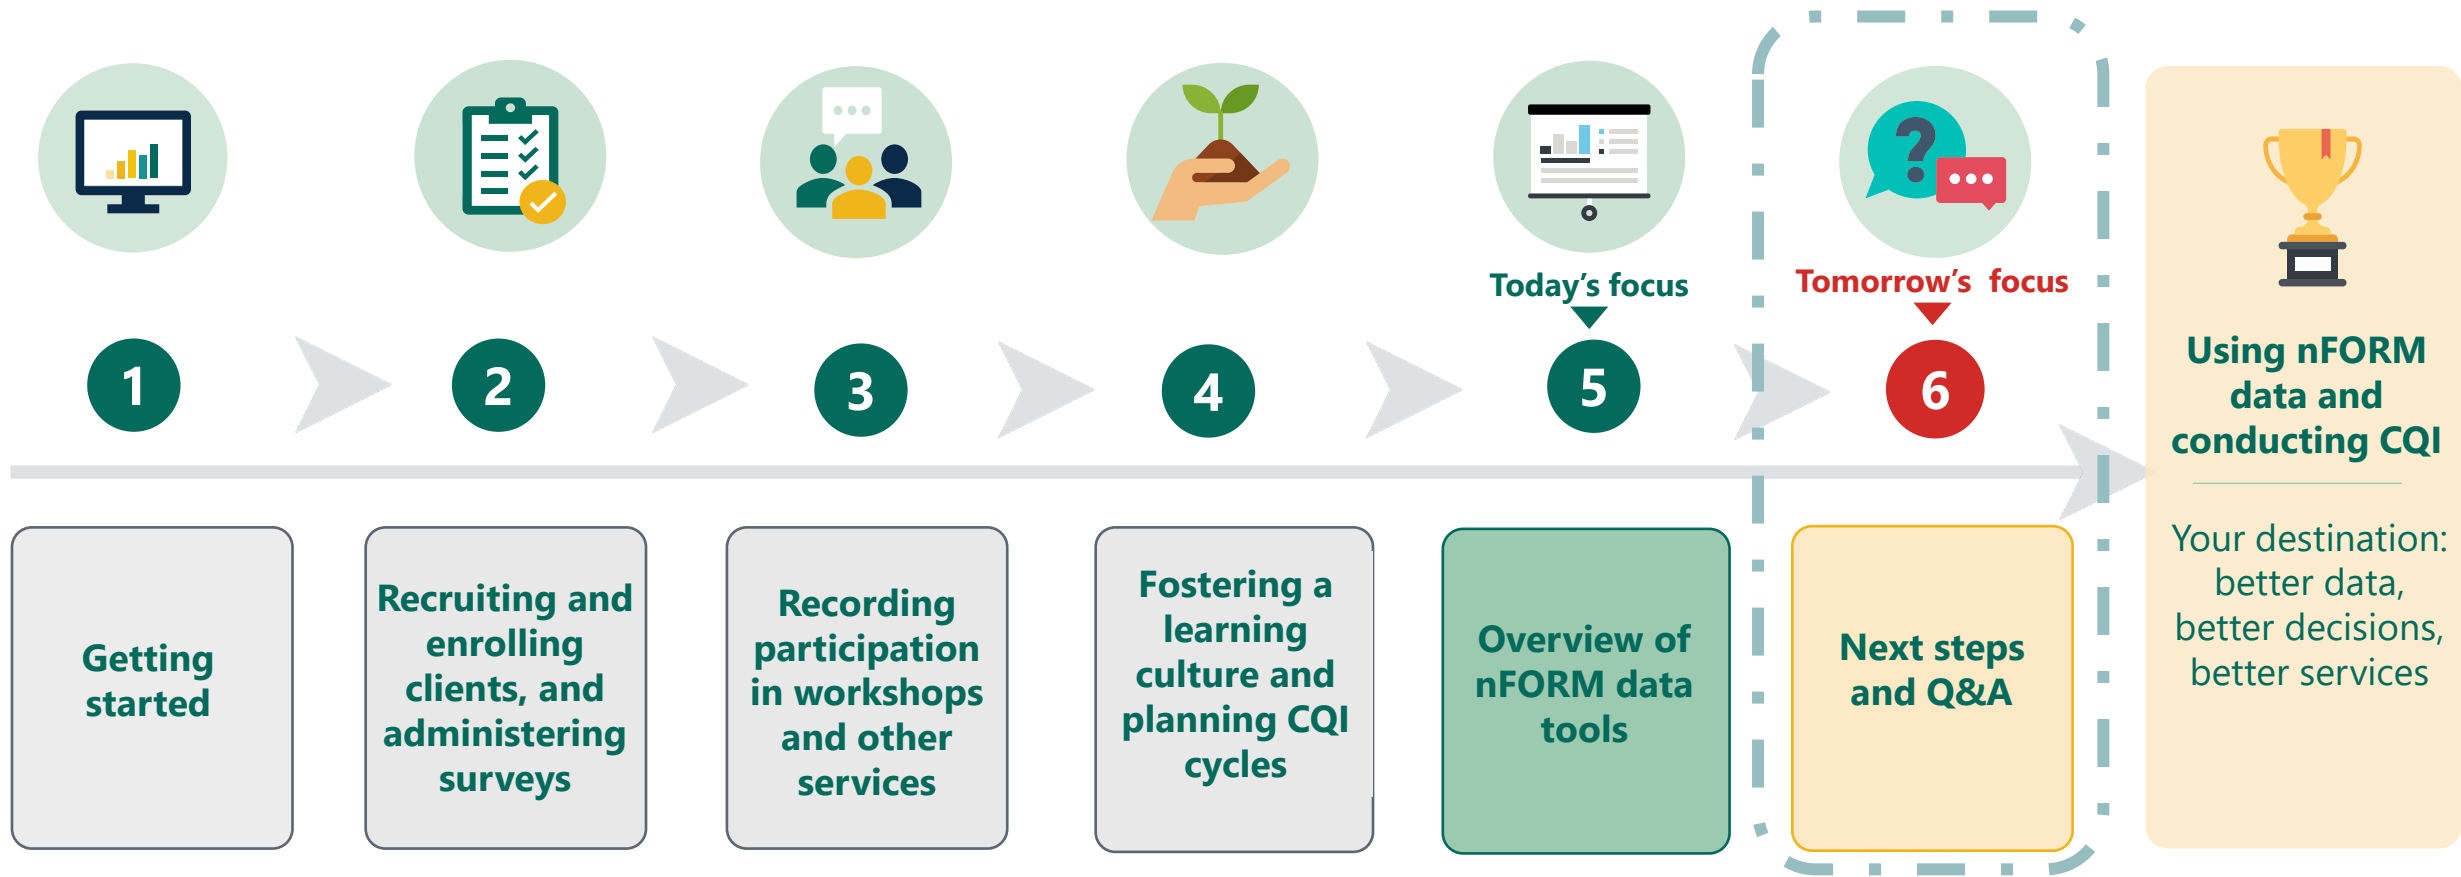 Today's focus
Tomorrow's focus
1
2
3
4
5
6
Getting
started
Recruiting and
enrolling
clients, and
administering
surveys
Recording
participation
in workshops
and other
services
Fostering a
learning
culture and
planning CQI
cycles
Overview of
nFORM data
tools
Next steps
and Q&A
Using nFORM
data and
conducting CQI
Your destination:
better data,
better decisions,
better services